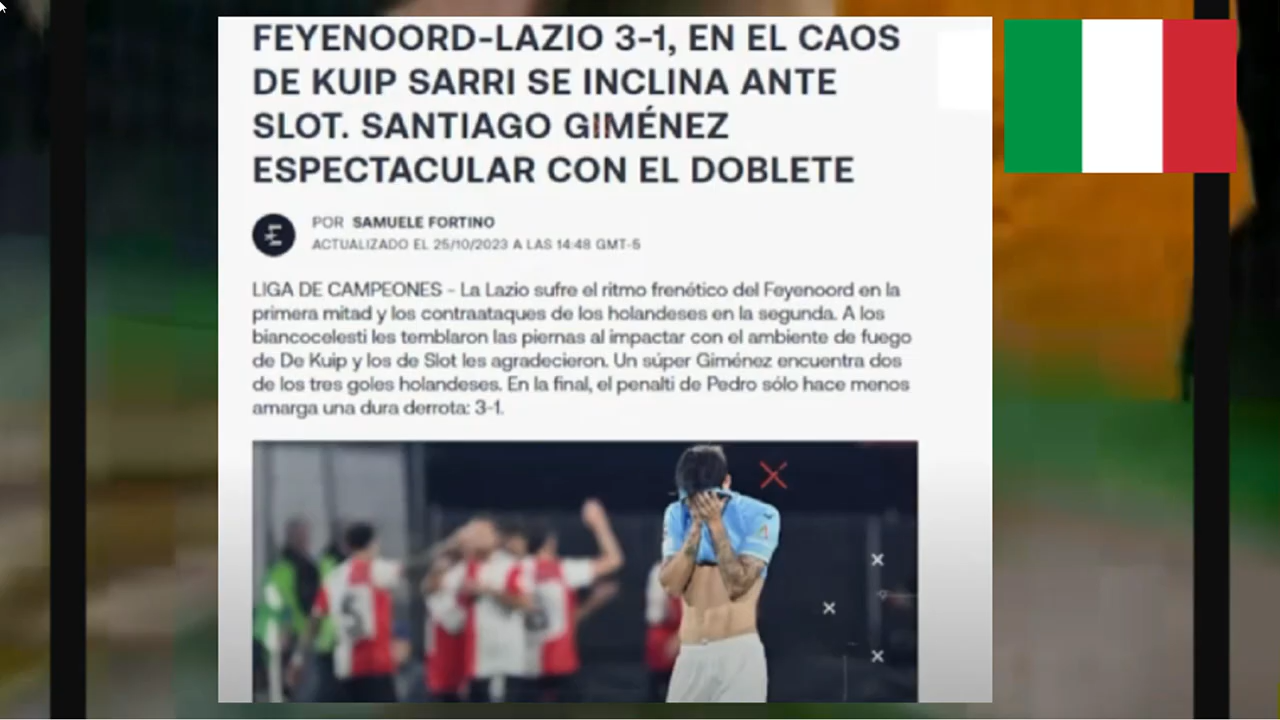 FEYENOORD-LAZIO 3-1, EN EL CAOS
DE KUIP SARRI SE INCLINA ANTE
SLOT. SANTIAGO GIMÉNEZ
ESPECTACULAR CON EL DOBLETE
POR SAMUELE FORTINO
ACTUALIZADO EL 25/10/2023 A LAS 14:48 GMT-5
LIGA DE CAMPEONES - La Lazio sufre el ritmo frenético del Feyenoord en la
primera mitad y los contraataques de los holandeses en la segunda. A los
biancocelesti les temblaron las piernas al impactar con el ambiente de fuego
de De Kuip y los de Slot les agradecieron. Un súper Giménez encuentra dos
de los tres goles holandeses. En la final, el penalti de Pedro sólo hace menos
amarga una dura derrota: 3-1.
5